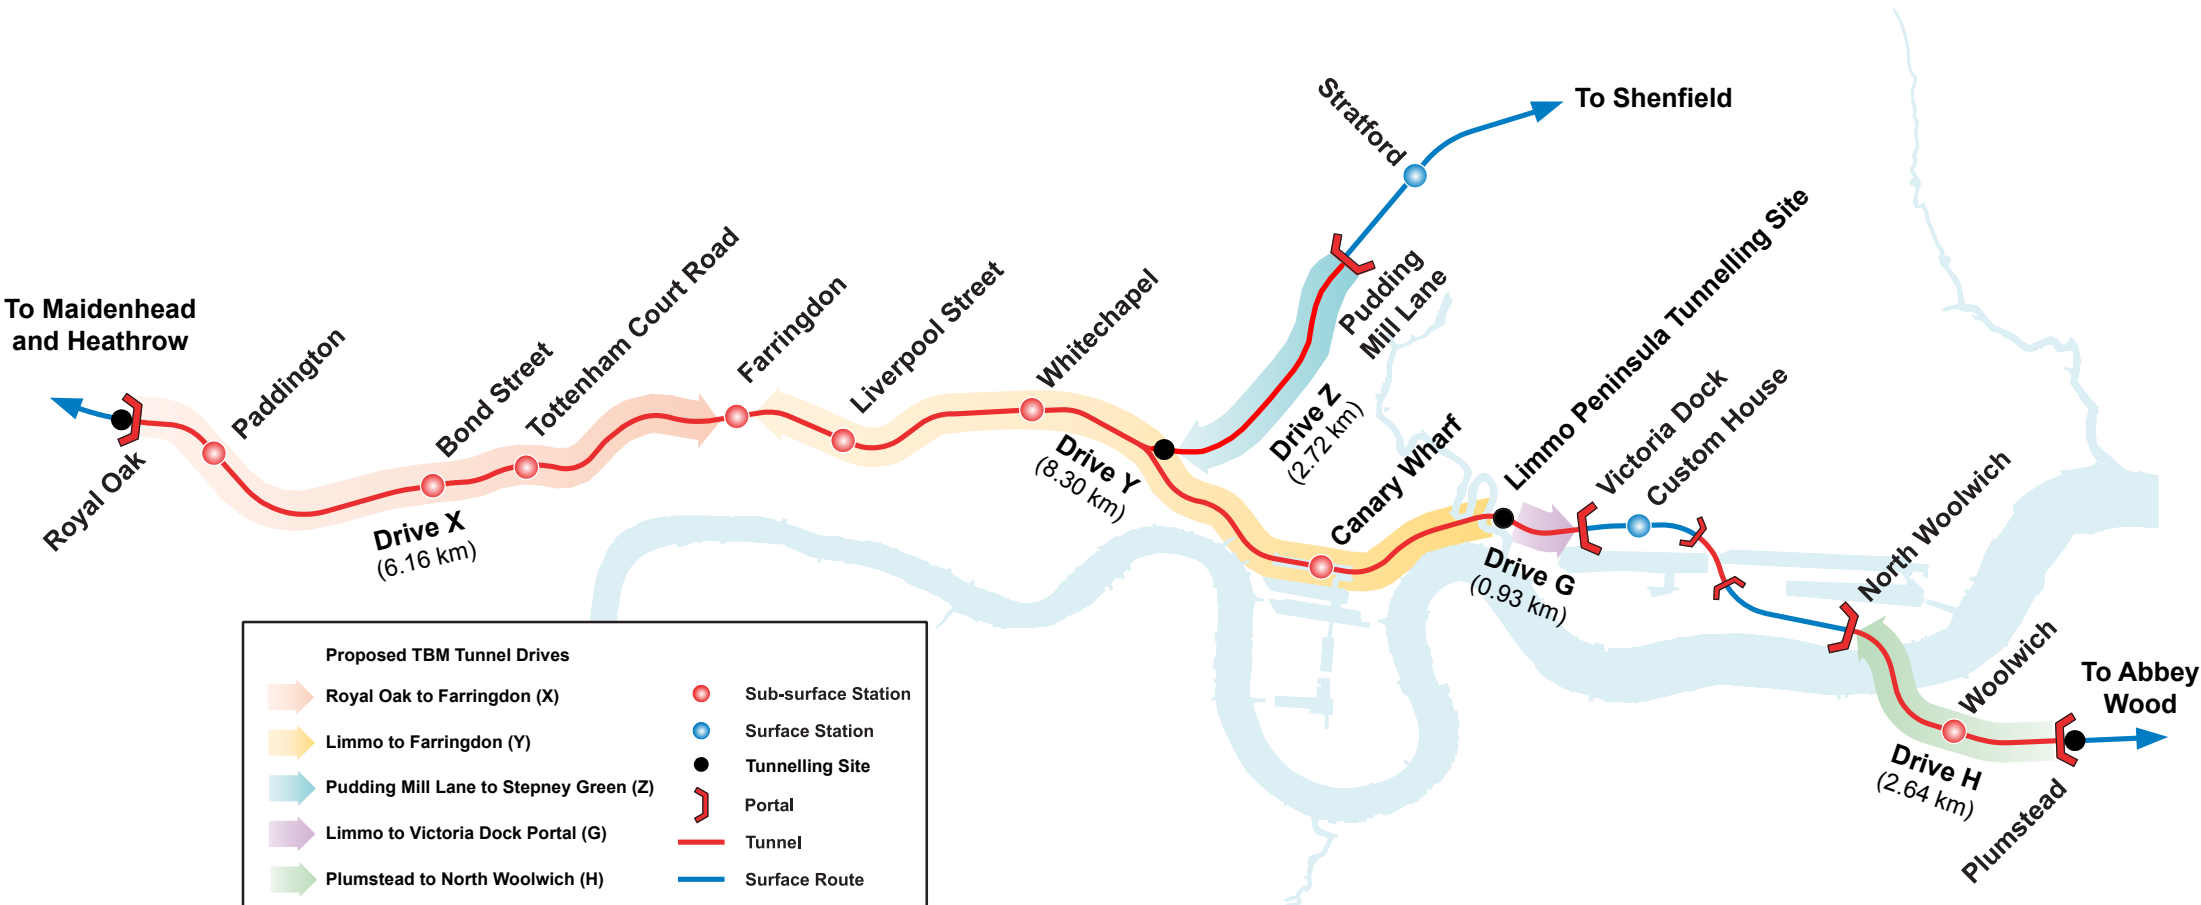 To Maidenhead
and Heathrow
Royal Oak
Paddington
Bond Street
Tottenham Court Road
Drive X
(6.16 km)
Farringdon
Liverpool Street
Whitechapel
Drive Y
(8.30 km)
Stratford
To Shenfield
Pudding
Mill Lane
Drive Z
(2.72 km)
Canary Wharf
Limmo Peninsula Tunnelling Site
Drive G
(0.93 km)
Victoria Dock
Custom House
North Woolwich
Woolwich
Drive H
(2.64 km)
Plumstead
To Abbey
Wood
Proposed TBM Tunnel Drives
Royal Oak to Farringdon (X)
Limmo to Farringdon (Y)
Pudding Mill Lane to Stepney Green (Z)
Limmo to Victoria Dock Portal (G)
Plumstead to North Woolwich (H)
Sub-surface Station
Surface Station
Tunnelling Site
Portal
Tunnel
Surface Route